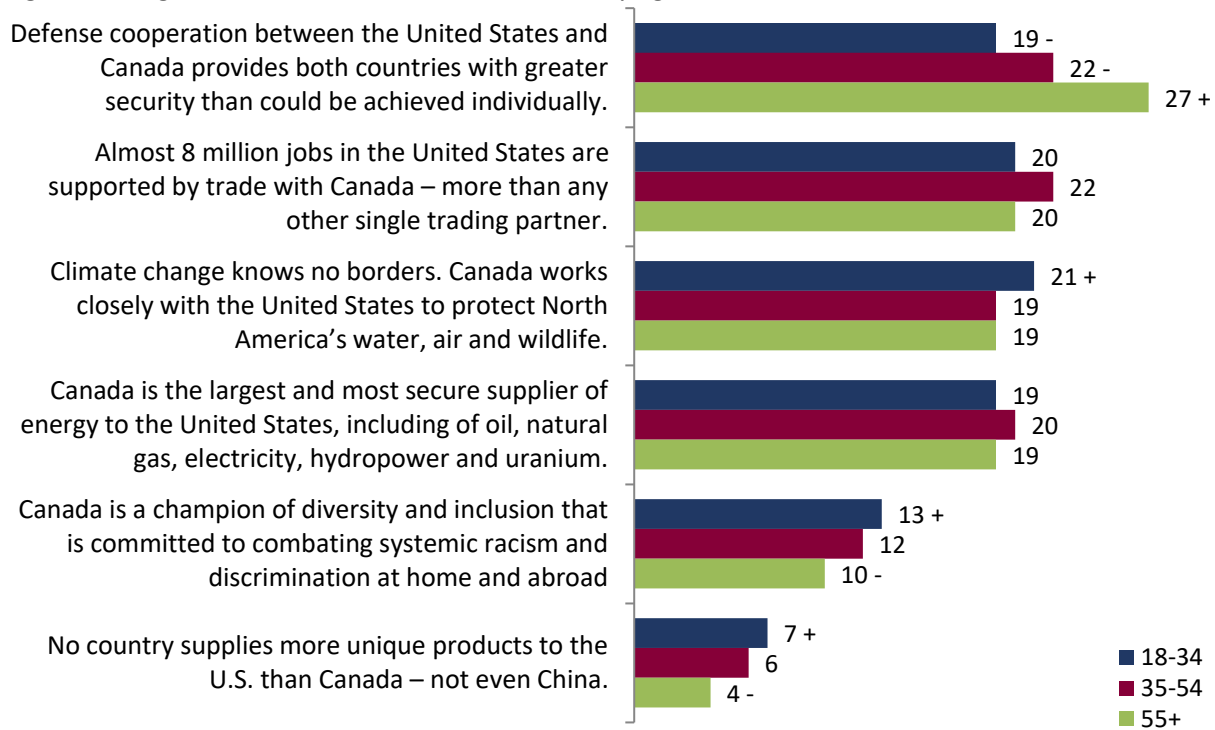 Defense cooperation between the United States and
Canada provides both countries with greater
security than could be achieved individually.
19 -
22 -
27 +
Almost 8 million jobs in the United States are
supported by trade with Canada – more than any
other single trading partner.
20
22
20
Climate change knows no borders. Canada works
closely with the United States to protect North
America’s water, air and wildlife.
21 +
19
19
Canada is the largest and most secure supplier of
energy to the United States, including of oil, natural
gas, electricity, hydropower and uranium.
19
20
19
Canada is a champion of diversity and inclusion that
is committed to combating systemic racism and
discrimination at home and abroad
13 +
12
10 -
No country supplies more unique products to the
U.S. than Canada – not even China.
7 +
6
4 -
18-34
35-54
55+